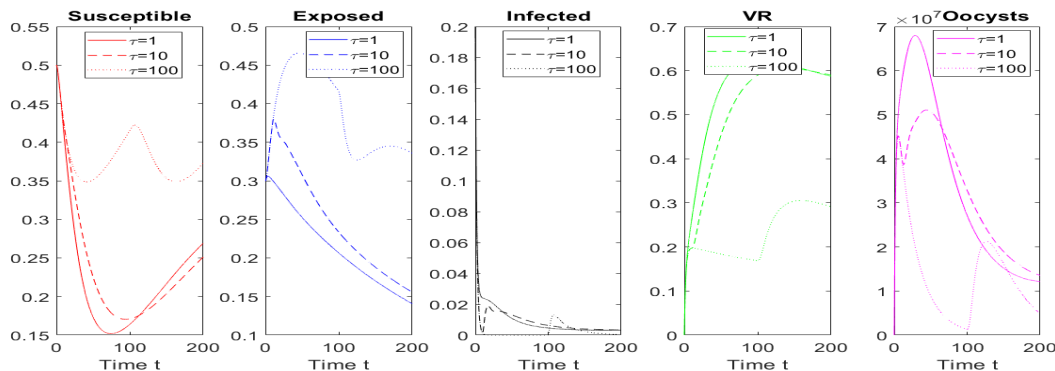 Susceptible
τ=1
τ=10
τ=100
0.55
0.5
0.45
0.4
0.35
0.3
0.25
0.2
0.15
0 100 200
Time t
Exposed
τ=1
τ=10
τ=100
0.5
0.45
0.4
0.35
0.3
0.25
0.2
0.15
0.1
0 100 200
Time t
Infected
τ=1
τ=10
τ=100
0.2
0.18
0.16
0.14
0.12
0.1
0.08
0.06
0.04
0.02
0
0 100 200
Time t
VR
τ=1
τ=10
τ=100
0.7
0.6
0.5
0.4
0.3
0.2
0.1
0
0 100 200
Time t
×10⁷Oocysts
τ=1
τ=10
τ=100
7
6
5
4
3
2
1
0
0 100 200
Time t